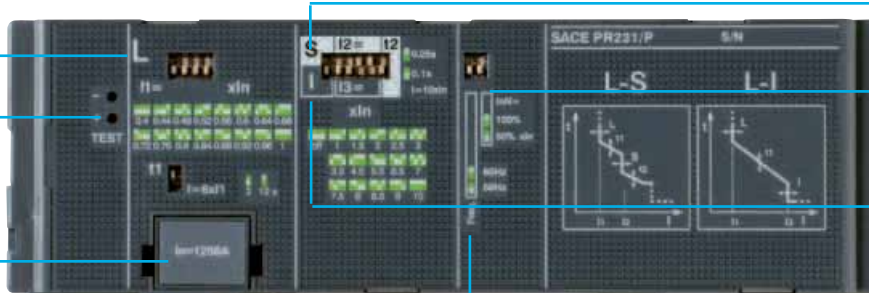 L
I1=
xIn
0.4 0.44 0.48 0.52 0.56 0.6 0.64 0.68
0.72 0.76 0.8 0.84 0.88 0.92 0.96 1
TEST
t1
I=6xI1
3 12 s
In=1250A
S I2= t2
I I3=
0.25s
0.1s
I=10xIn
xIn
1 1.5 2 2.5 3
3.5 4.5 5.5 6.5 7
7.5 8 8.5 9 10
InN=
100%
50% xIn
60Hz
50Hz
Freq.
SACE PR231/P S/N
L-S
t
L
t1
S
t2
I1 I2 I
L-I
t
L
t1
I
I1 I3 I